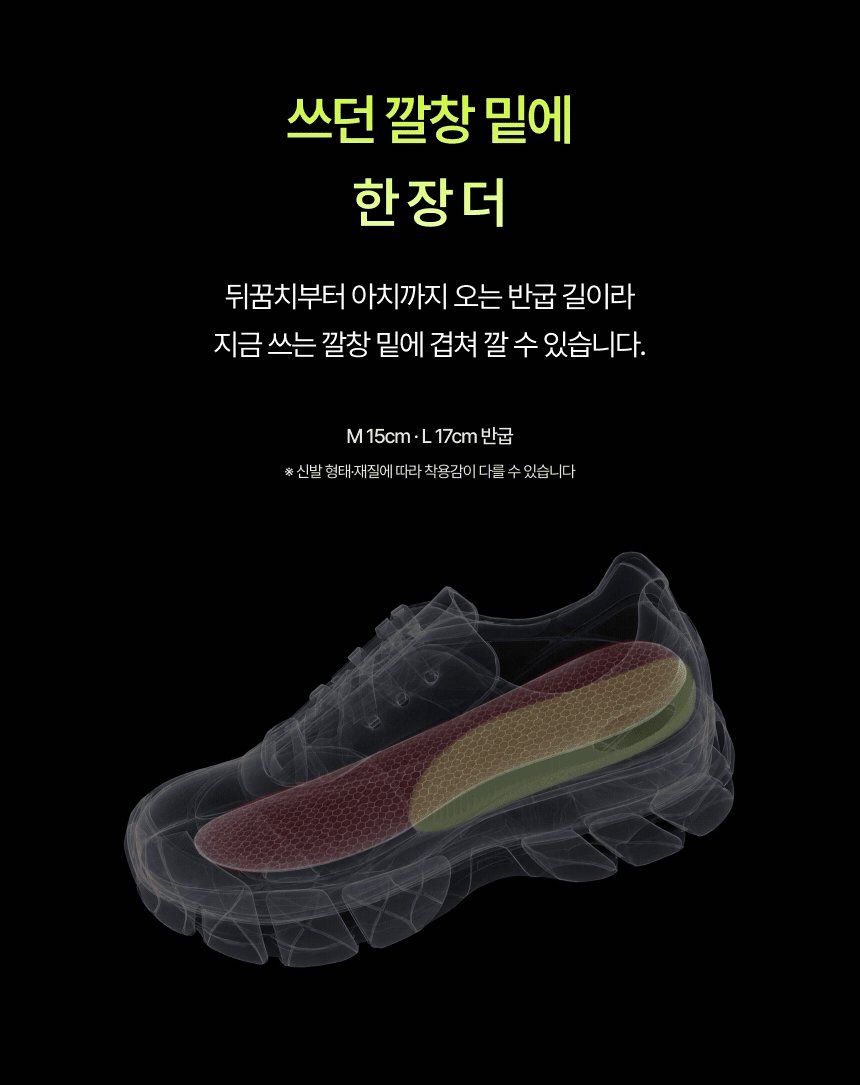 쓰던 깔창 밑에
한 장 더
뒤꿈치부터 아치까지 오는 반굽 길이라
지금 쓰는 깔창 밑에 겹쳐 깔 수 있습니다.
M 15cm · L 17cm 반굽
※ 신발 형태·재질에 따라 착용감이 다를 수 있습니다